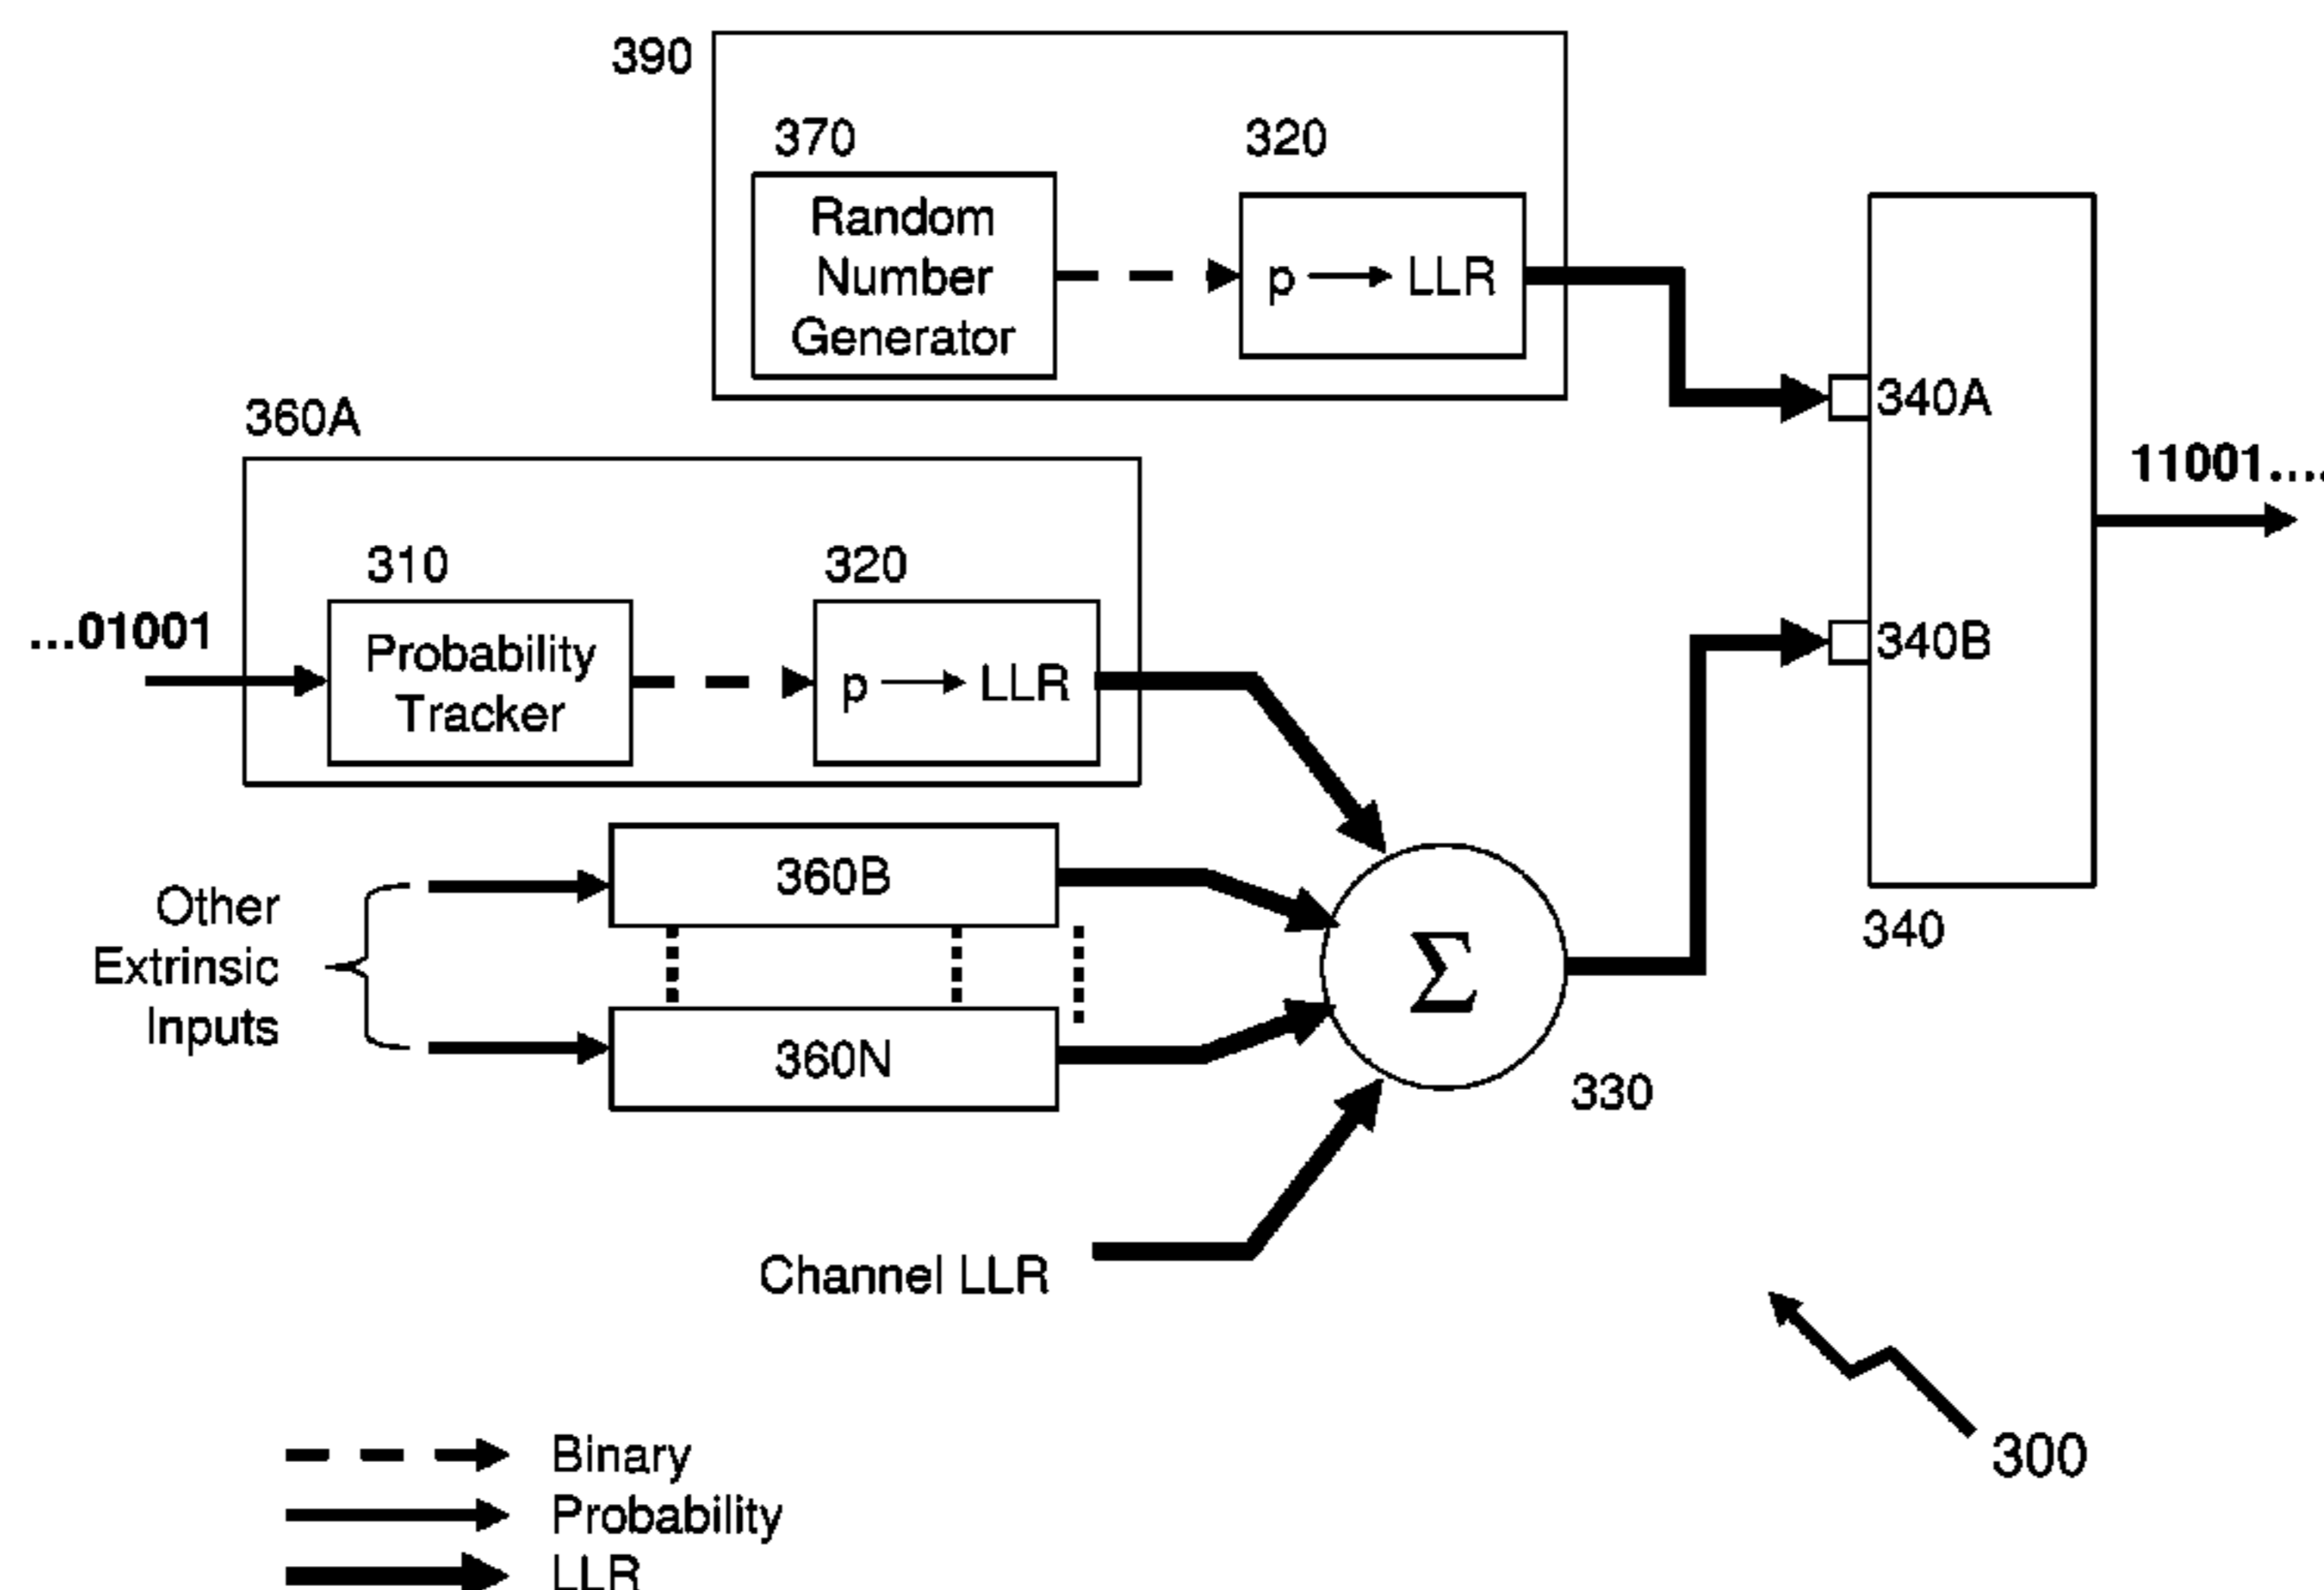 390
370
320
Random
Number
Generator
p
LLR
340A
11001....
360A
310
320
...01001
Probability
Tracker
p
LLR
340B
Other
Extrinsic
Inputs
360B
360N
Σ
340
330
Channel LLR
300
Binary
Probability
LLR